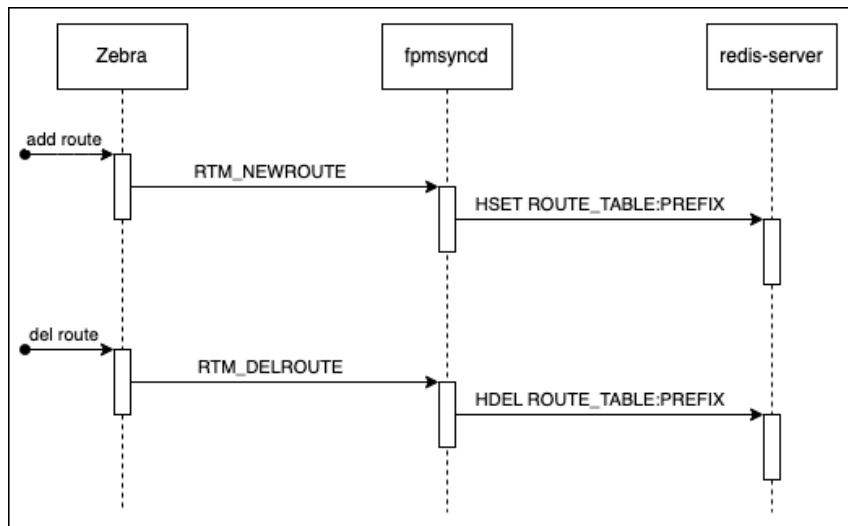 Zebra
fpmsyncd
redis-server
add route
RTM_NEWROUTE
HSET ROUTE_TABLE:PREFIX
del route
RTM_DELROUTE
HDEL ROUTE_TABLE:PREFIX